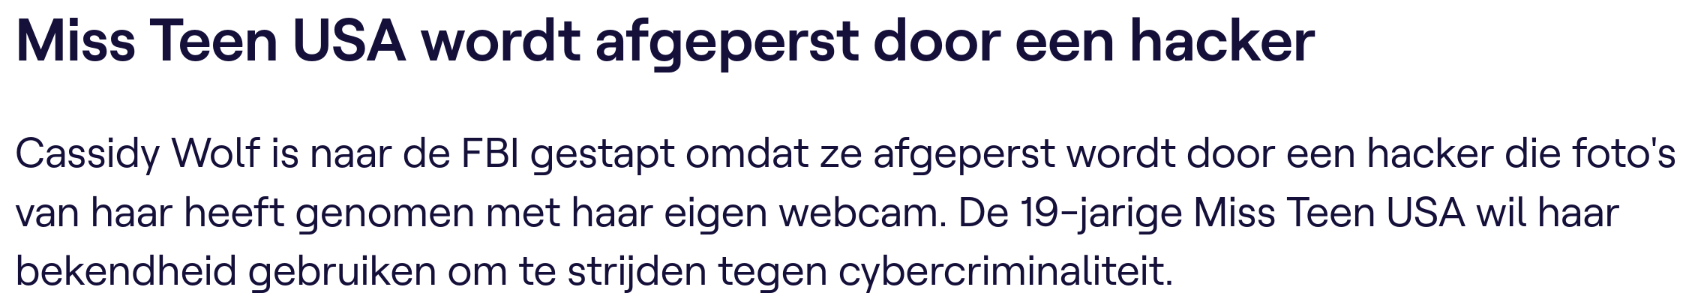 Miss Teen USA wordt afgeperst door een hacker
Cassidy Wolf is naar de FBI gestapt omdat ze afgeperst wordt door een hacker die foto's
van haar heeft genomen met haar eigen webcam. De 19-jarige Miss Teen USA wil haar
bekendheid gebruiken om te strijden tegen cybercriminaliteit.